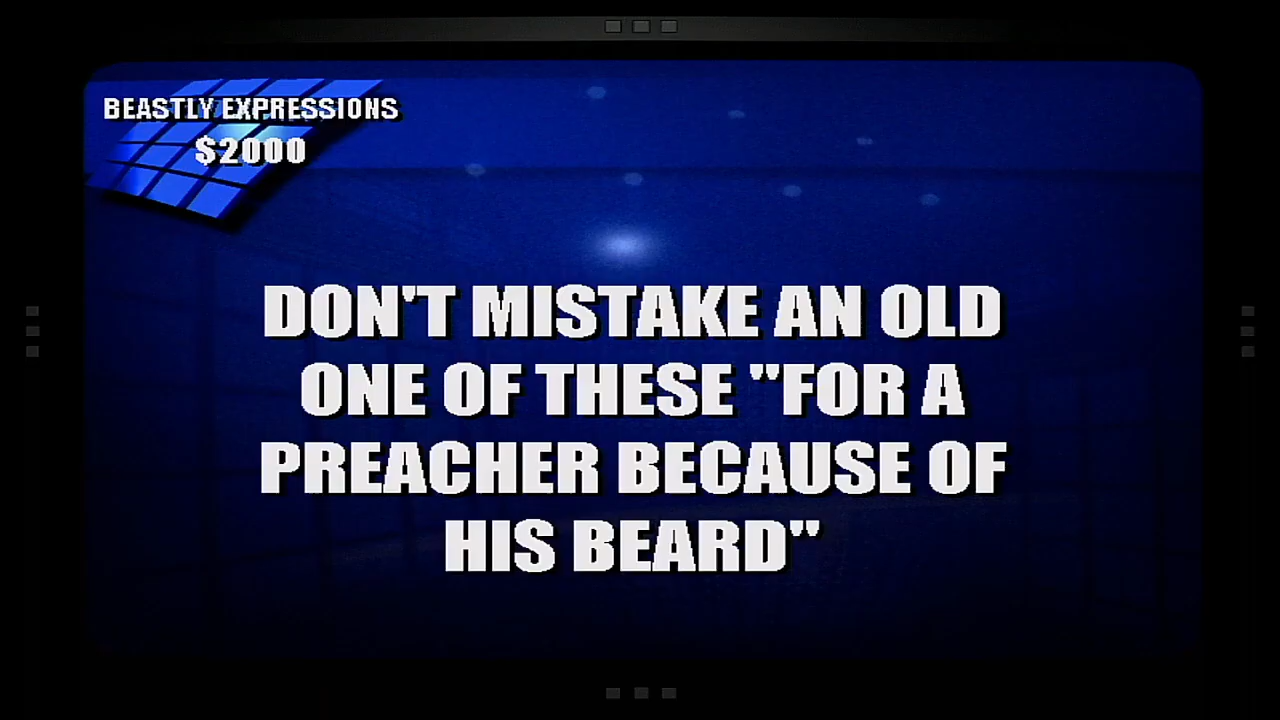 BEASTLY EXPRESSIONS
$2000
DON'T MISTAKE AN OLD
ONE OF THESE "FOR A
PREACHER BECAUSE OF
HIS BEARD"